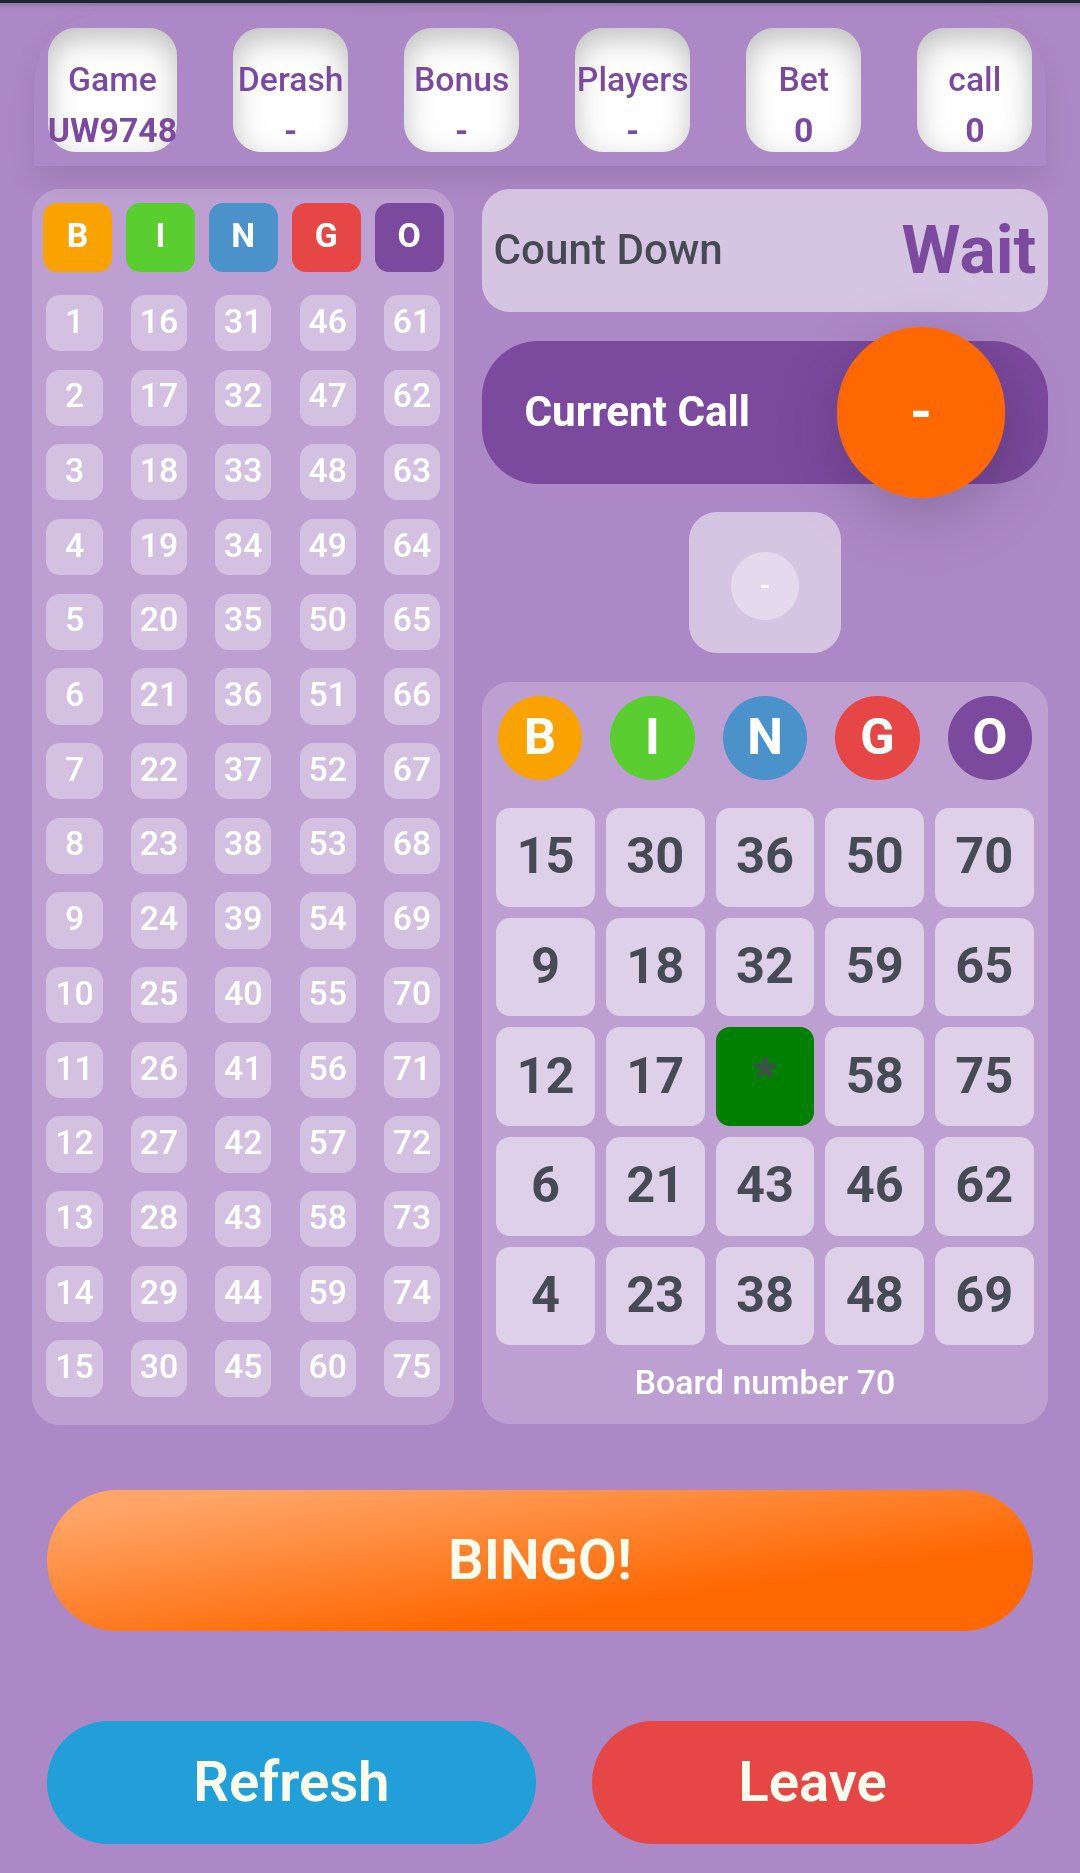 Game Derash Bonus Players Bet call
UW9748 - - - 0 0
B I N G O
1 16 31 46 61
2 17 32 47 62
3 18 33 48 63
4 19 34 49 64
5 20 35 50 65
6 21 36 51 66
7 22 37 52 67
8 23 38 53 68
9 24 39 54 69
10 25 40 55 70
11 26 41 56 71
12 27 42 57 72
13 28 43 58 73
14 29 44 59 74
15 30 45 60 75
Count Down Wait
Current Call -
-
B I N G O
15 30 36 50 70
9 18 32 59 65
12 17 * 58 75
6 21 43 46 62
4 23 38 48 69
Board number 70
BINGO!
Refresh Leave